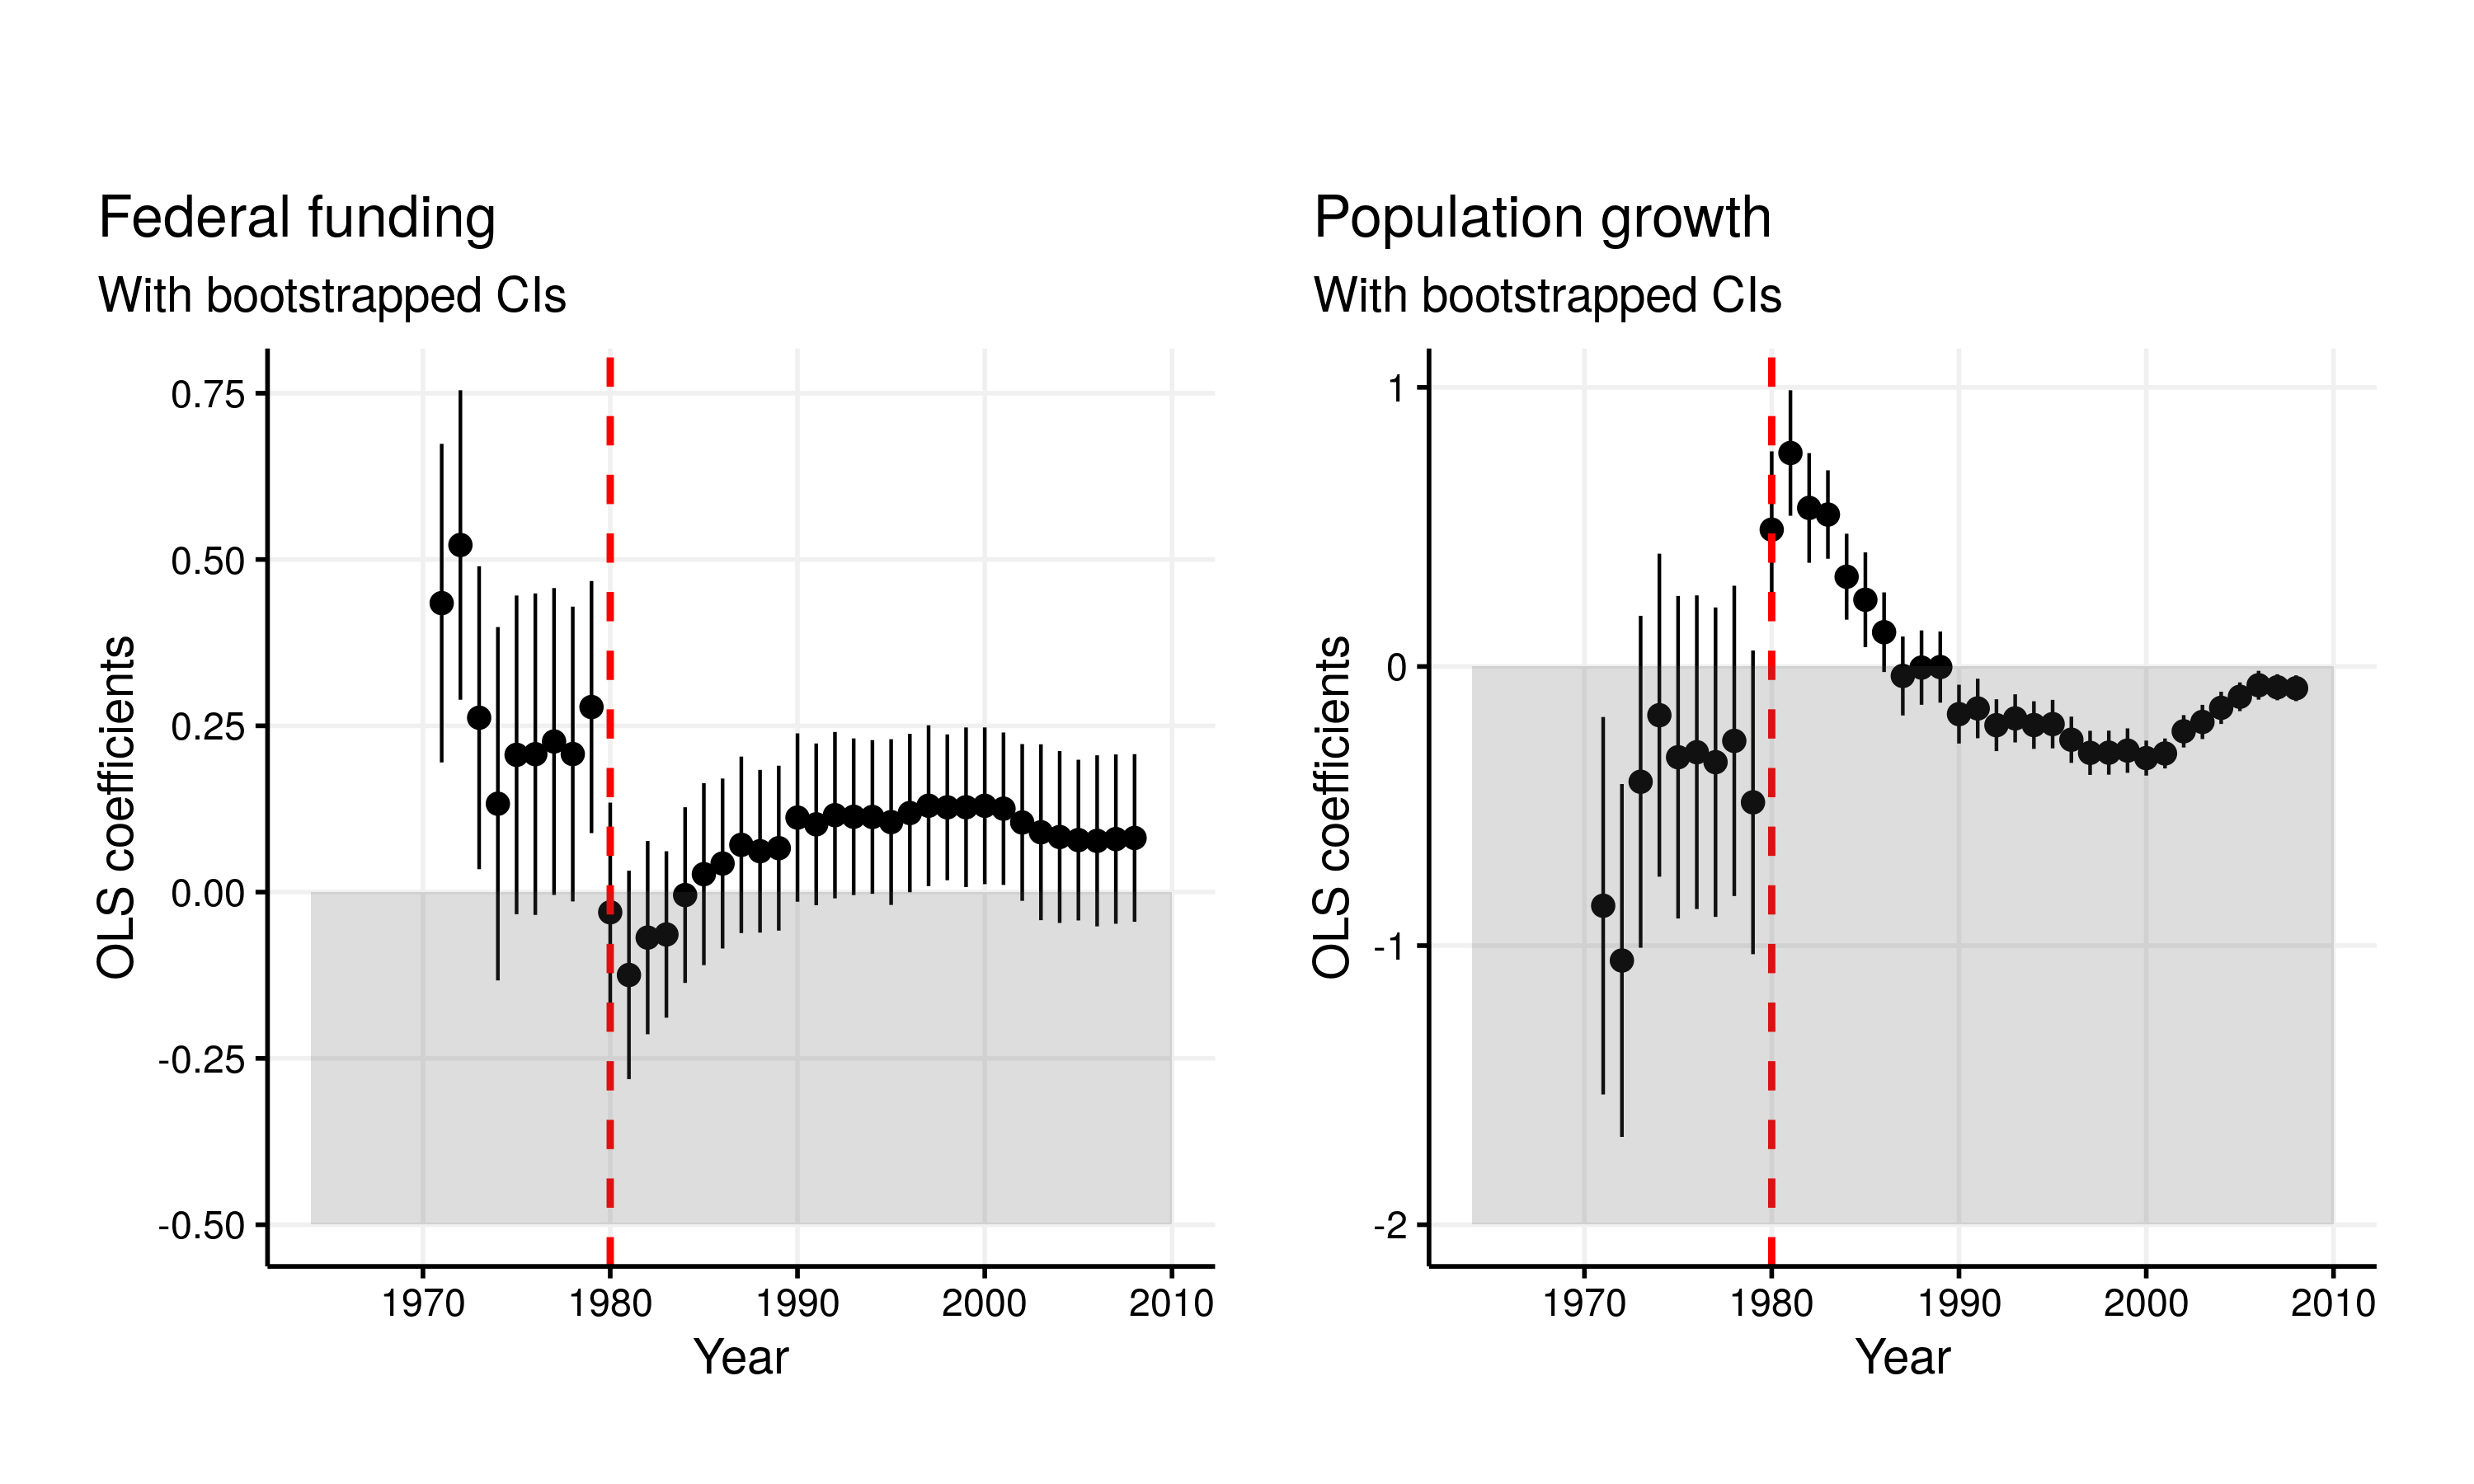 Federal funding
With bootstrapped CIs
OLS coefficients
0.75
0.50
0.25
0.00
-0.25
-0.50
1970 1980 1990 2000 2010
Year
Population growth
With bootstrapped CIs
OLS coefficients
1
0
-1
-2
1970 1980 1990 2000 2010
Year